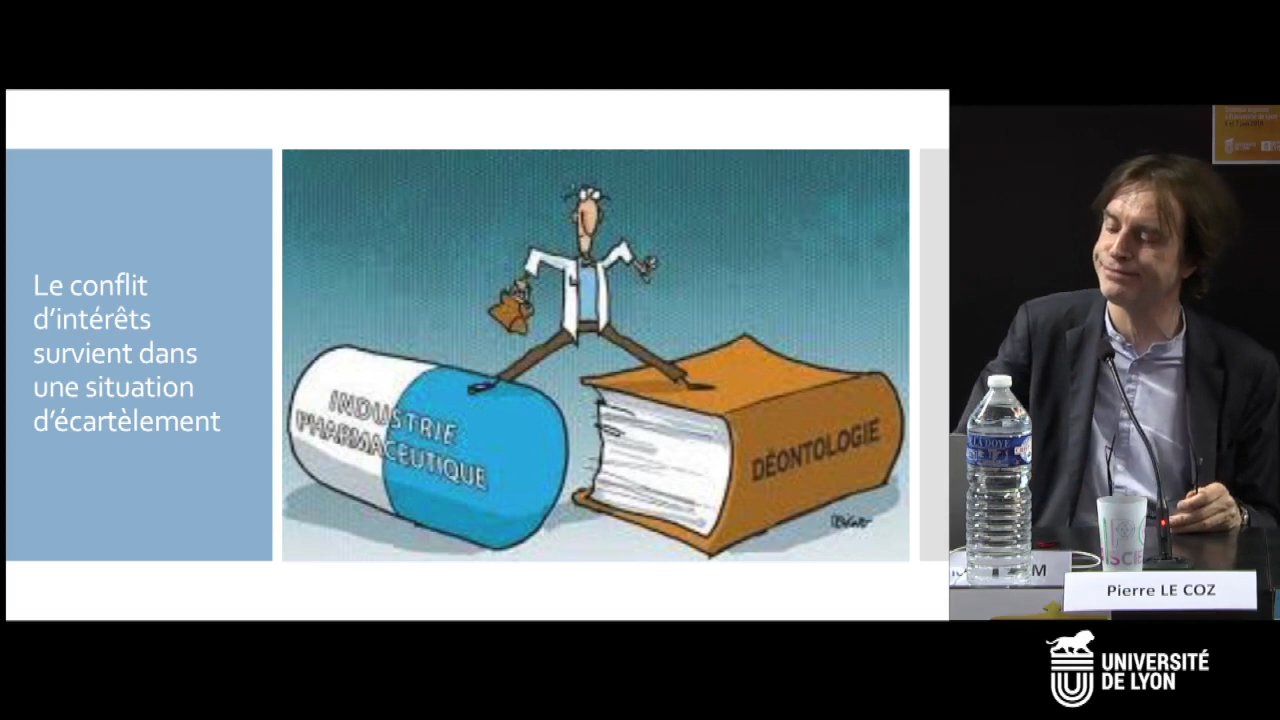 Le conflit
d'intérêts
survient dans
une situation
d'écartèlement
INDUSTRIE
PHARMACEUTIQUE
DÉONTOLOGIE
Pierre LE COZ
UNIVERSITÉ
DE LYON